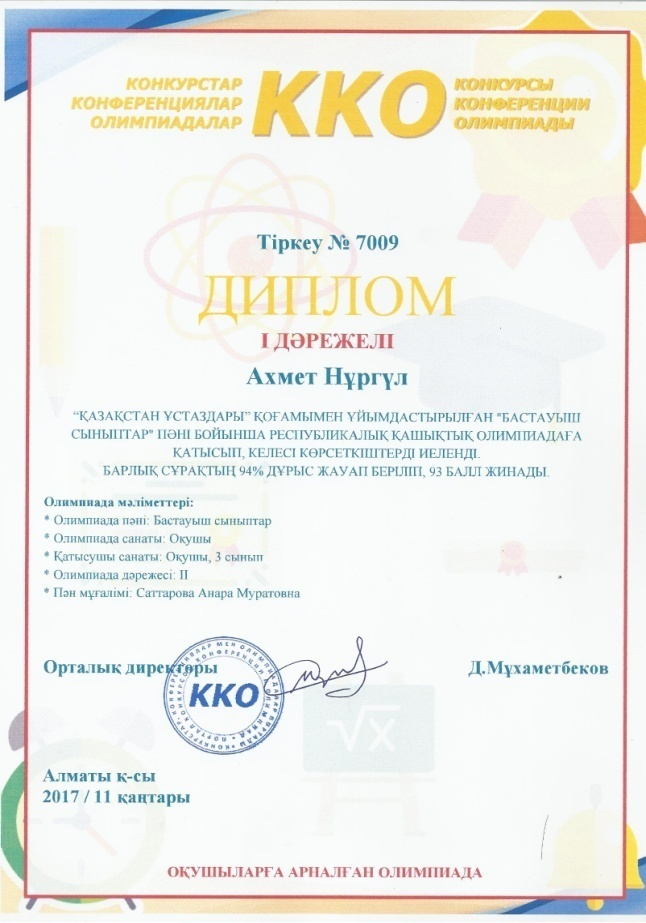 КОНКУРСТАР
КОНФЕРЕНЦИЯЛАР
ОЛИМПИАДАЛАР
ККО
КОНКУРСЫ
КОНФЕРЕНЦИИ
ОЛИМПИАДЫ
Тіркеу № 7009
ДИПЛОМ
І ДӘРЕЖЕЛІ
Ахмет Нұргүл
“ҚАЗАҚСТАН ҰСТАЗДАРЫ” ҚОҒАМЫМЕН ҰЙЫМДАСТЫРЫЛҒАН "БАСТАУЫШ
СЫНЫПТАР" ПӘНІ БОЙЫНША РЕСПУБЛИКАЛЫҚ ҚАШЫҚТЫҚ ОЛИМПИАДАҒА
ҚАТЫСЫП, КЕЛЕСІ КӨРСЕТКІШТЕРДІ ИЕЛЕНДІ.
БАРЛЫҚ СҰРАҚТЫҢ 94% ДҰРЫС ЖАУАП БЕРІЛІП, 93 БАЛЛ ЖИНАДЫ.
Олимпиада мәліметтері:
* Олимпиада пәні: Бастауыш сыныптар
* Олимпиада санаты: Оқушы
* Қатысушы санаты: Оқушы, 3 сынып
* Олимпиада дәрежесі: ІІ
* Пән мұғалімі: Саттарова Анара Муратовна
Орталық директоры
ККО
Д.Мұхаметбеков
√x
Алматы қ-сы
2017 / 11 қаңтары
ОҚУШЫЛАРҒА АРНАЛҒАН ОЛИМПИАДА